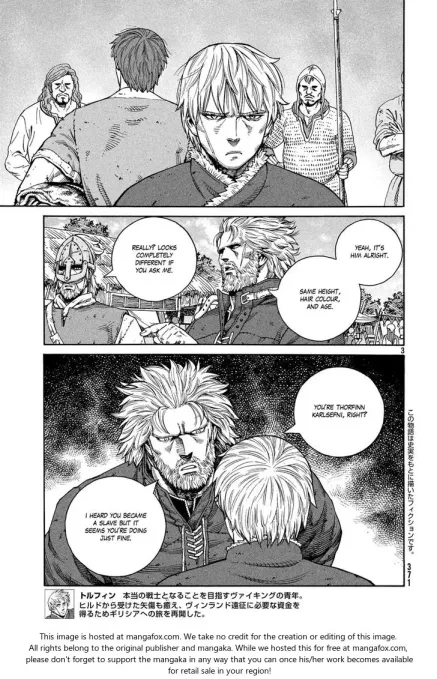 REALLY? LOOKS
COMPLETELY
DIFFERENT IF
YOU ASK ME.
YEAH, IT'S
HIM ALRIGHT.
SAME HEIGHT,
HAIR COLOUR,
AND AGE.
3
YOU'RE THORFINN
KARLSEFNI, RIGHT?
I HEARD YOU BECAME
A SLAVE BUT IT
SEEMS YOU'RE DOING
JUST FINE.
この物語は史実をもとに描いたフィクションです。
371
トルフィン 本当の戦士となることを目指すヴァイキングの青年。
ヒルドから受けた矢傷も癒え、ヴィンランド遠征に必要な資金を
得るためギリシアへの旅を再開した。
This image is hosted at mangafox.com. We take no credit for the creation or editing of this image.
All rights belong to the original publisher and mangaka. While we hosted this for free at mangafox.com,
please don't forget to support the mangaka in any way that you can once his/her work becomes available
for retail sale in your region!